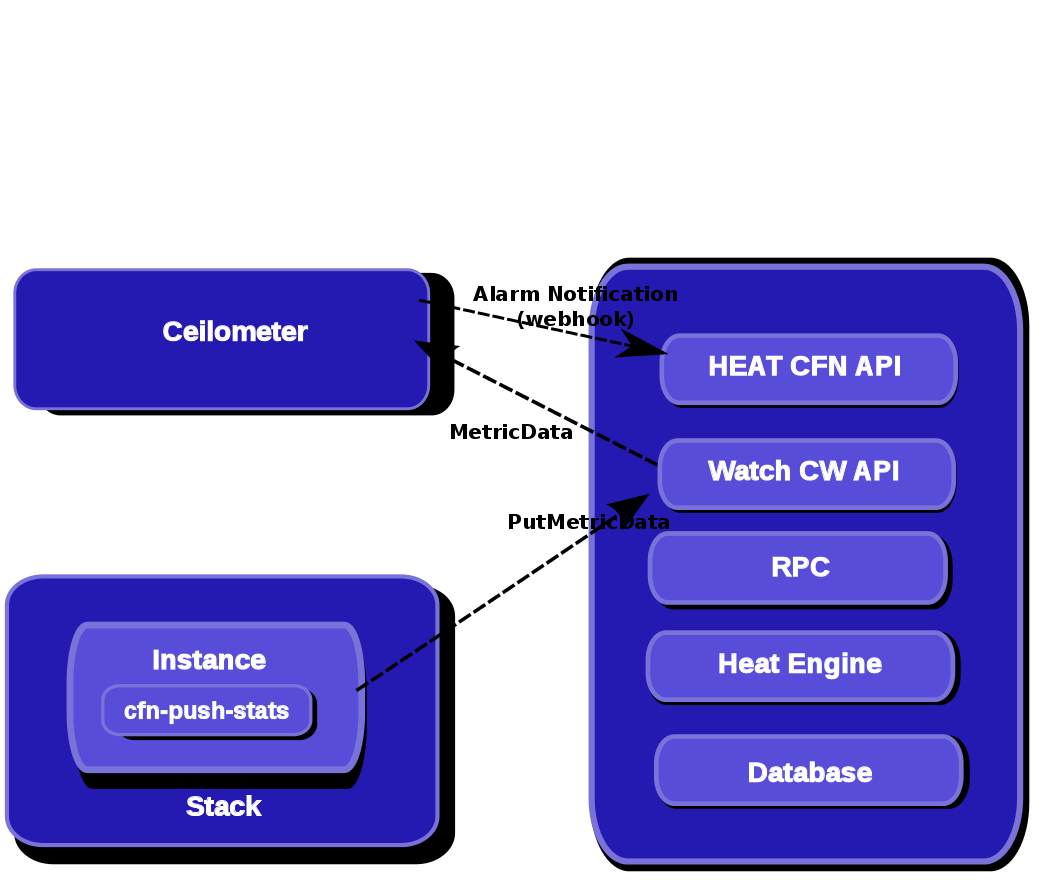 Alarm Notification
(webhook)
Ceilometer
HEAT CFN API
MetricData
Watch CW API
PutMetricData
RPC
Instance
Heat Engine
cfn-push-stats
Database
Stack